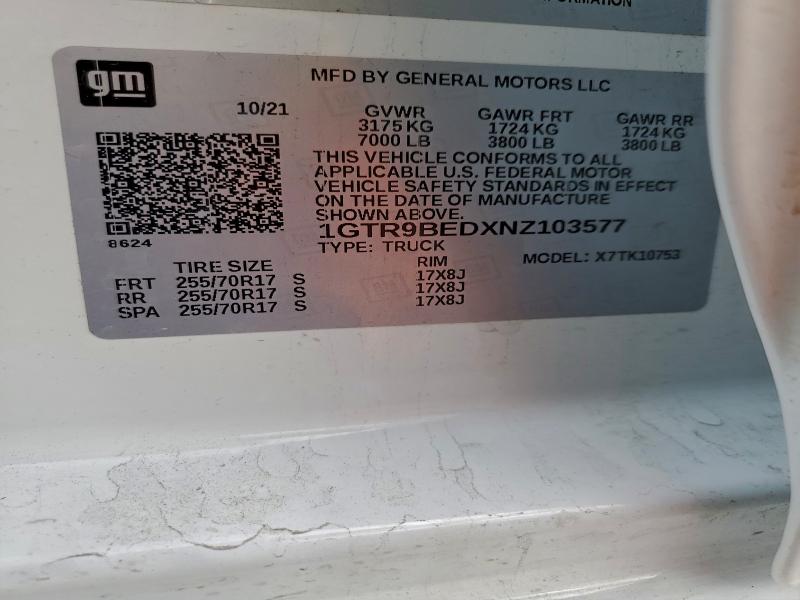 INFORMATION
gm
MFD BY GENERAL MOTORS LLC
10/21
GVWR GAWR FRT GAWR RR
3175 KG 1724 KG 1724 KG
7000 LB 3800 LB 3800 LB
THIS VEHICLE CONFORMS TO ALL
APPLICABLE U.S. FEDERAL MOTOR
VEHICLE SAFETY STANDARDS IN EFFECT
ON THE DATE OF MANUFACTURE
SHOWN ABOVE.
1GTR9BEDXNZ103577
8624
TYPE: TRUCK MODEL: X7TK10753
TIRE SIZE RIM
FRT 255/70R17 S 17X8J
RR 255/70R17 S 17X8J
SPA 255/70R17 S 17X8J